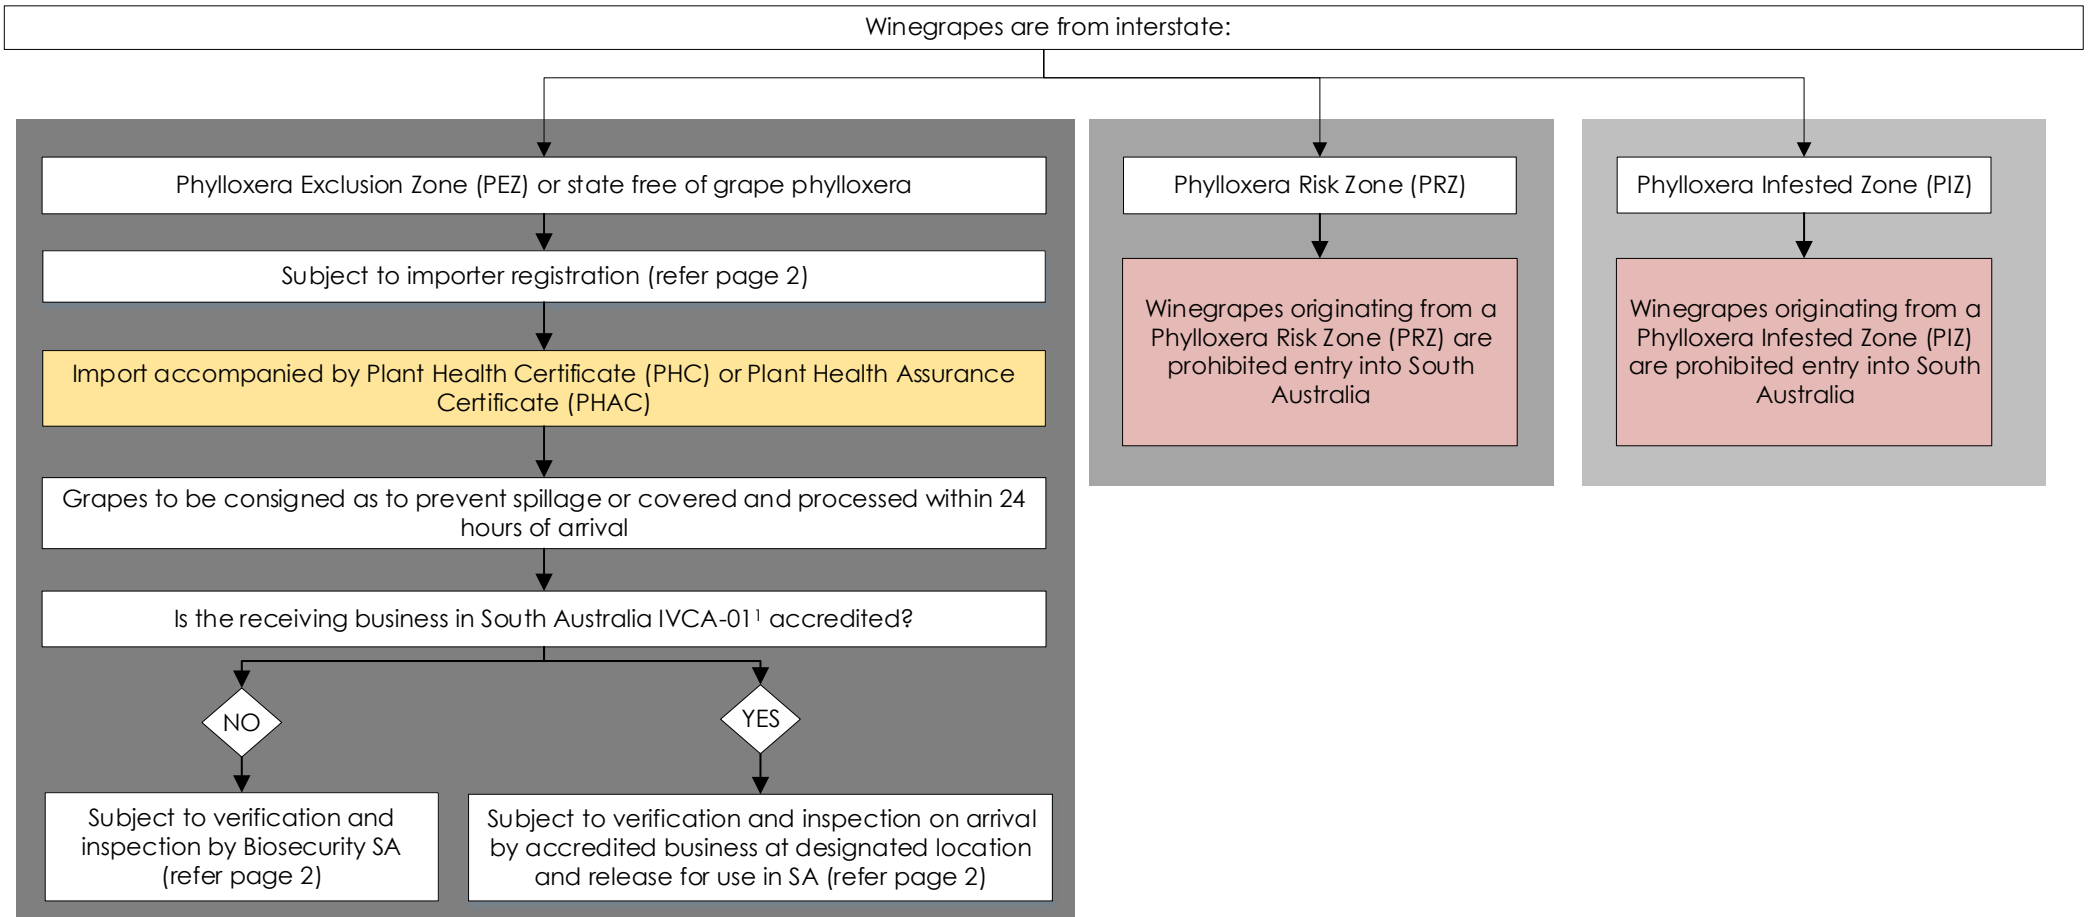 Winegrapes are from interstate:
Phylloxera Exclusion Zone (PEZ) or state free of grape phylloxera
Subject to importer registration (refer page 2)
Import accompanied by Plant Health Certificate (PHC) or Plant Health Assurance
Certificate (PHAC)
Grapes to be consigned as to prevent spillage or covered and processed within 24
hours of arrival
Is the receiving business in South Australia IVCA-01¹ accredited?
NO
YES
Subject to verification and
inspection by Biosecurity SA
(refer page 2)
Subject to verification and inspection on arrival
by accredited business at designated location
and release for use in SA (refer page 2)
Phylloxera Risk Zone (PRZ)
Winegrapes originating from a
Phylloxera Risk Zone (PRZ) are
prohibited entry into South
Australia
Phylloxera Infested Zone (PIZ)
Winegrapes originating from a
Phylloxera Infested Zone (PIZ)
are prohibited entry into South
Australia